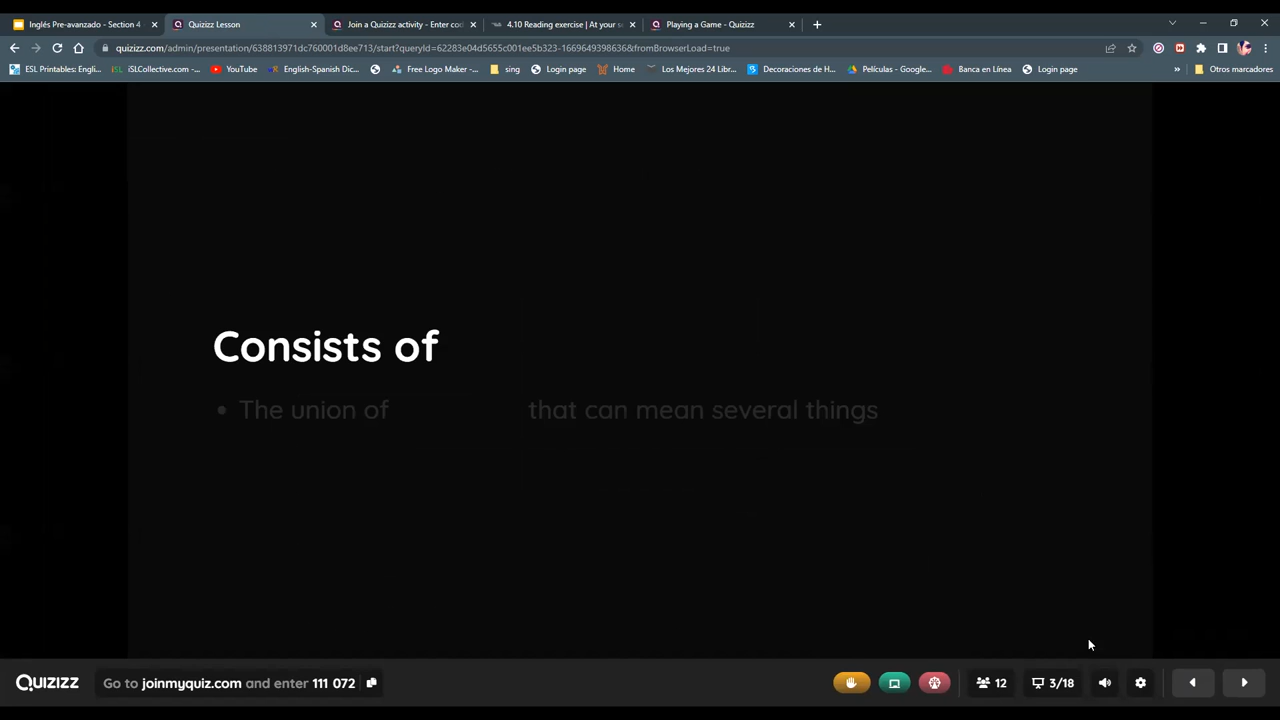 Inglés Pre-avanzado - Section 4
Quizizz Lesson
Join a Quizizz activity - Enter co
4.10 Reading exercise | At your s
Playing a Game - Quizizz
quizizz.com/admin/presentation/638813971dc760001d8ee713/start?queryId=62283e04d5655c001ee5b323-1669649398636&fromBrowserLoad=true
ESL Printables: Engli...
iSLCollective.com -...
YouTube
English-Spanish Dic...
Free Logo Maker -...
sing
Login page
Home
Los Mejores 24 Libr...
Decoraciones de H...
Películas - Google...
Banca en Línea
Login page
»
Otros marcadores
Consists of
• The union of that can mean several things
QUIZIZZ
Go to joinmyquiz.com and enter 111 072
12
3/18